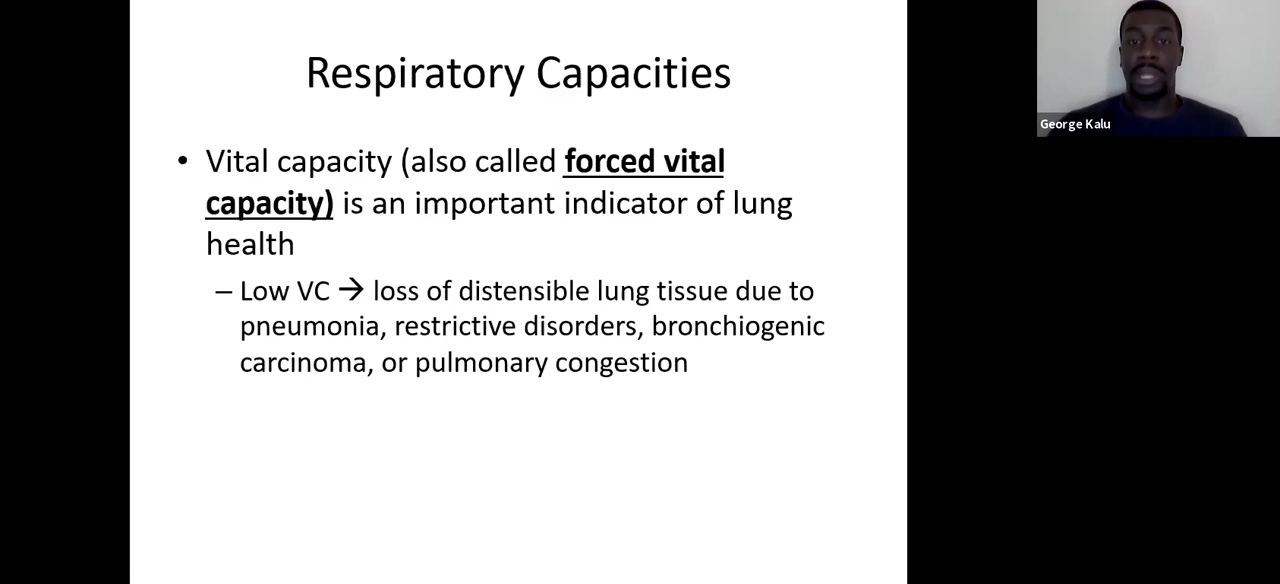 Respiratory Capacities
• Vital capacity (also called forced vital
capacity) is an important indicator of lung
health
– Low VC → loss of distensible lung tissue due to
pneumonia, restrictive disorders, bronchiogenic
carcinoma, or pulmonary congestion
George Kalu